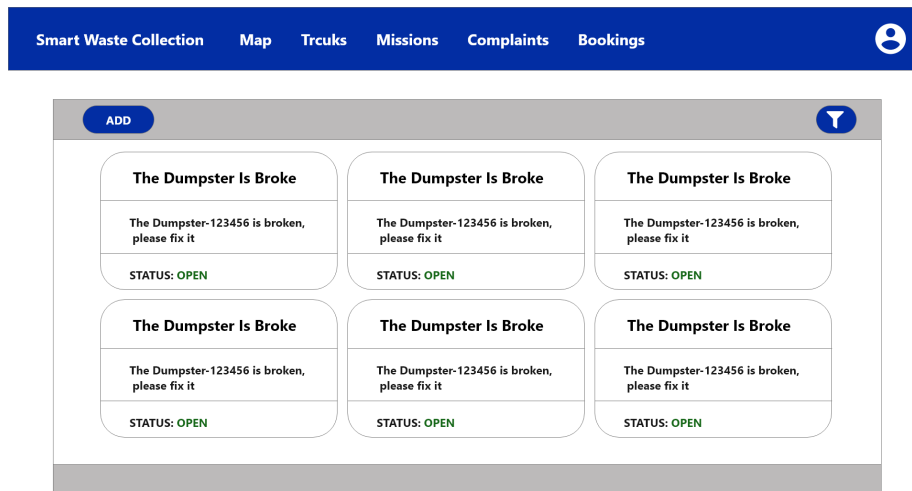 Smart Waste Collection Map Trcuks Missions Complaints Bookings
ADD
The Dumpster Is Broke
The Dumpster-123456 is broken,
please fix it
STATUS: OPEN
The Dumpster Is Broke
The Dumpster-123456 is broken,
please fix it
STATUS: OPEN
The Dumpster Is Broke
The Dumpster-123456 is broken,
please fix it
STATUS: OPEN
The Dumpster Is Broke
The Dumpster-123456 is broken,
please fix it
STATUS: OPEN
The Dumpster Is Broke
The Dumpster-123456 is broken,
please fix it
STATUS: OPEN
The Dumpster Is Broke
The Dumpster-123456 is broken,
please fix it
STATUS: OPEN